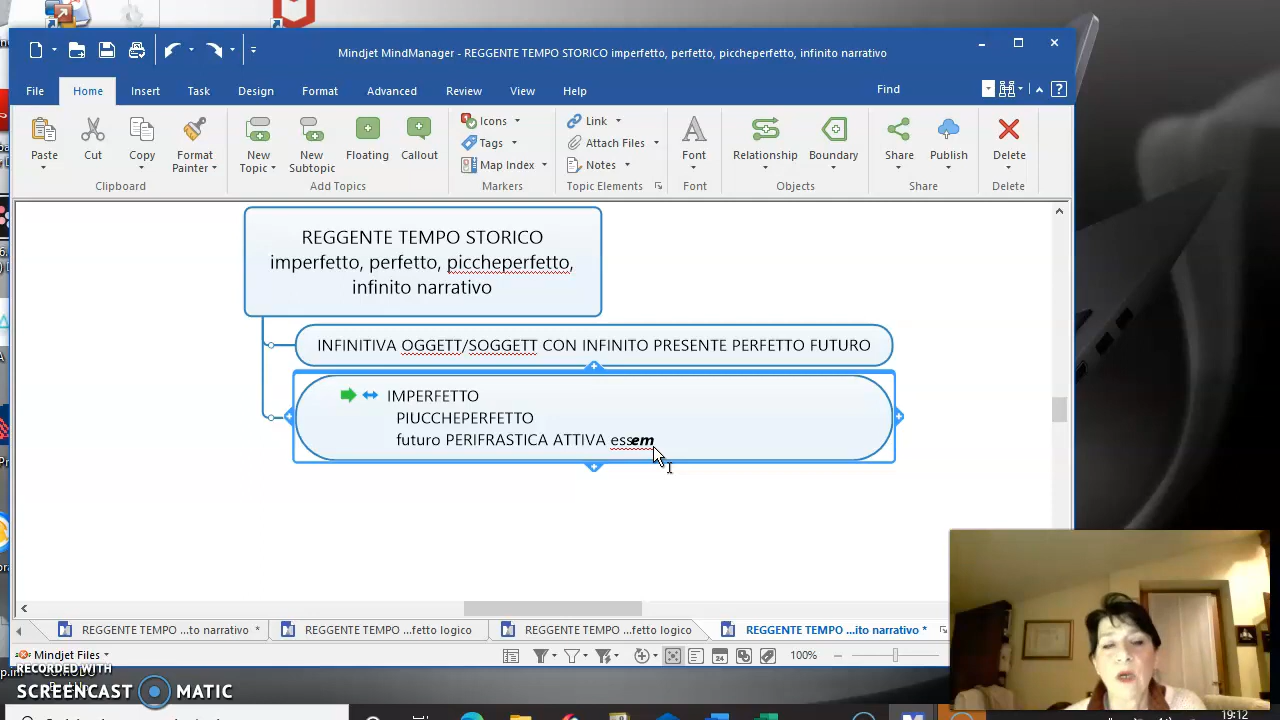 Mindjet MindManager - REGGENTE TEMPO STORICO imperfetto, perfetto, piccheperfetto, infinito narrativo
File Home Insert Task Design Format Advanced Review View Help Find
Paste Cut Copy Format Painter
New Topic New Subtopic Floating Callout
Icons
Tags
Map Index
Link
Attach Files
Notes
Font Relationship Boundary Share Publish Delete
Clipboard Add Topics Markers Topic Elements Font Objects Share Delete
REGGENTE TEMPO STORICO
imperfetto, perfetto, piccheperfetto,
infinito narrativo
INFINITIVA OGGETT/SOGGETT CON INFINITO PRESENTE PERFETTO FUTURO
IMPERFETTO
PIUCCHEPERFETTO
futuro PERIFRASTICA ATTIVA essem
REGGENTE TEMPO ...to narrativo * REGGENTE TEMPO ...fetto logico REGGENTE TEMPO ...fetto logico REGGENTE TEMPO ...ito narrativo *
Mindjet Files 100%
RECORDED WITH
SCREENCAST MATIC
19:12